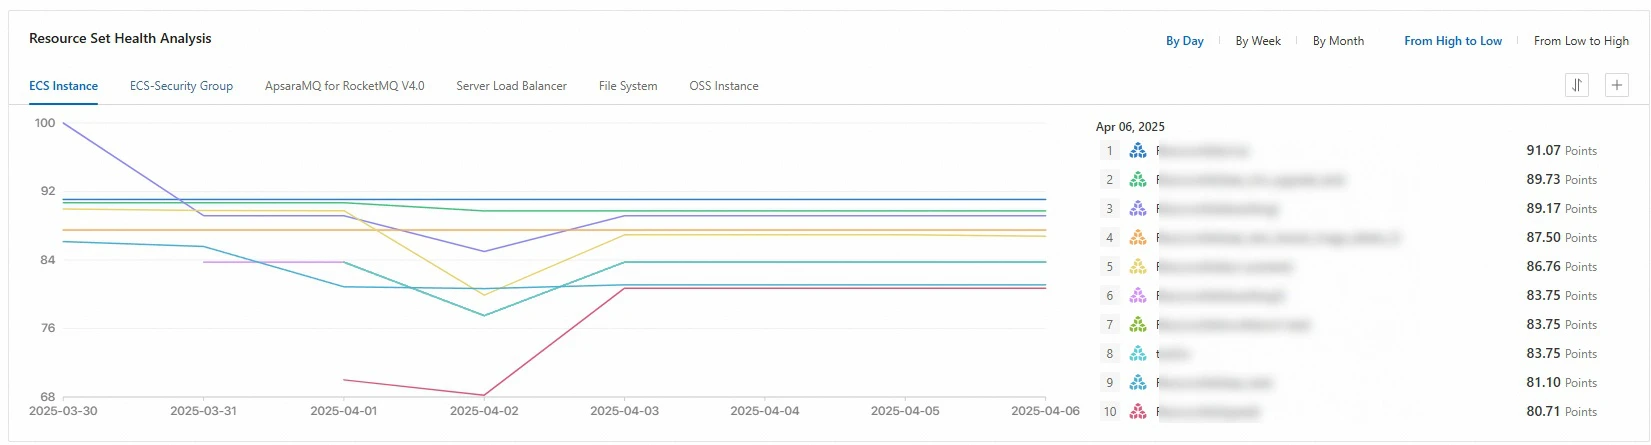 Resource Set Health Analysis
By Day By Week By Month From High to Low From Low to High
ECS Instance ECS-Security Group ApsaraMQ for RocketMQ V4.0 Server Load Balancer File System OSS Instance
100
92
84
76
68
2025-03-30 2025-03-31 2025-04-01 2025-04-02 2025-04-03 2025-04-04 2025-04-05 2025-04-06
Apr 06, 2025
1 91.07 Points
2 89.73 Points
3 89.17 Points
4 87.50 Points
5 86.76 Points
6 83.75 Points
7 83.75 Points
8 83.75 Points
9 81.10 Points
10 80.71 Points